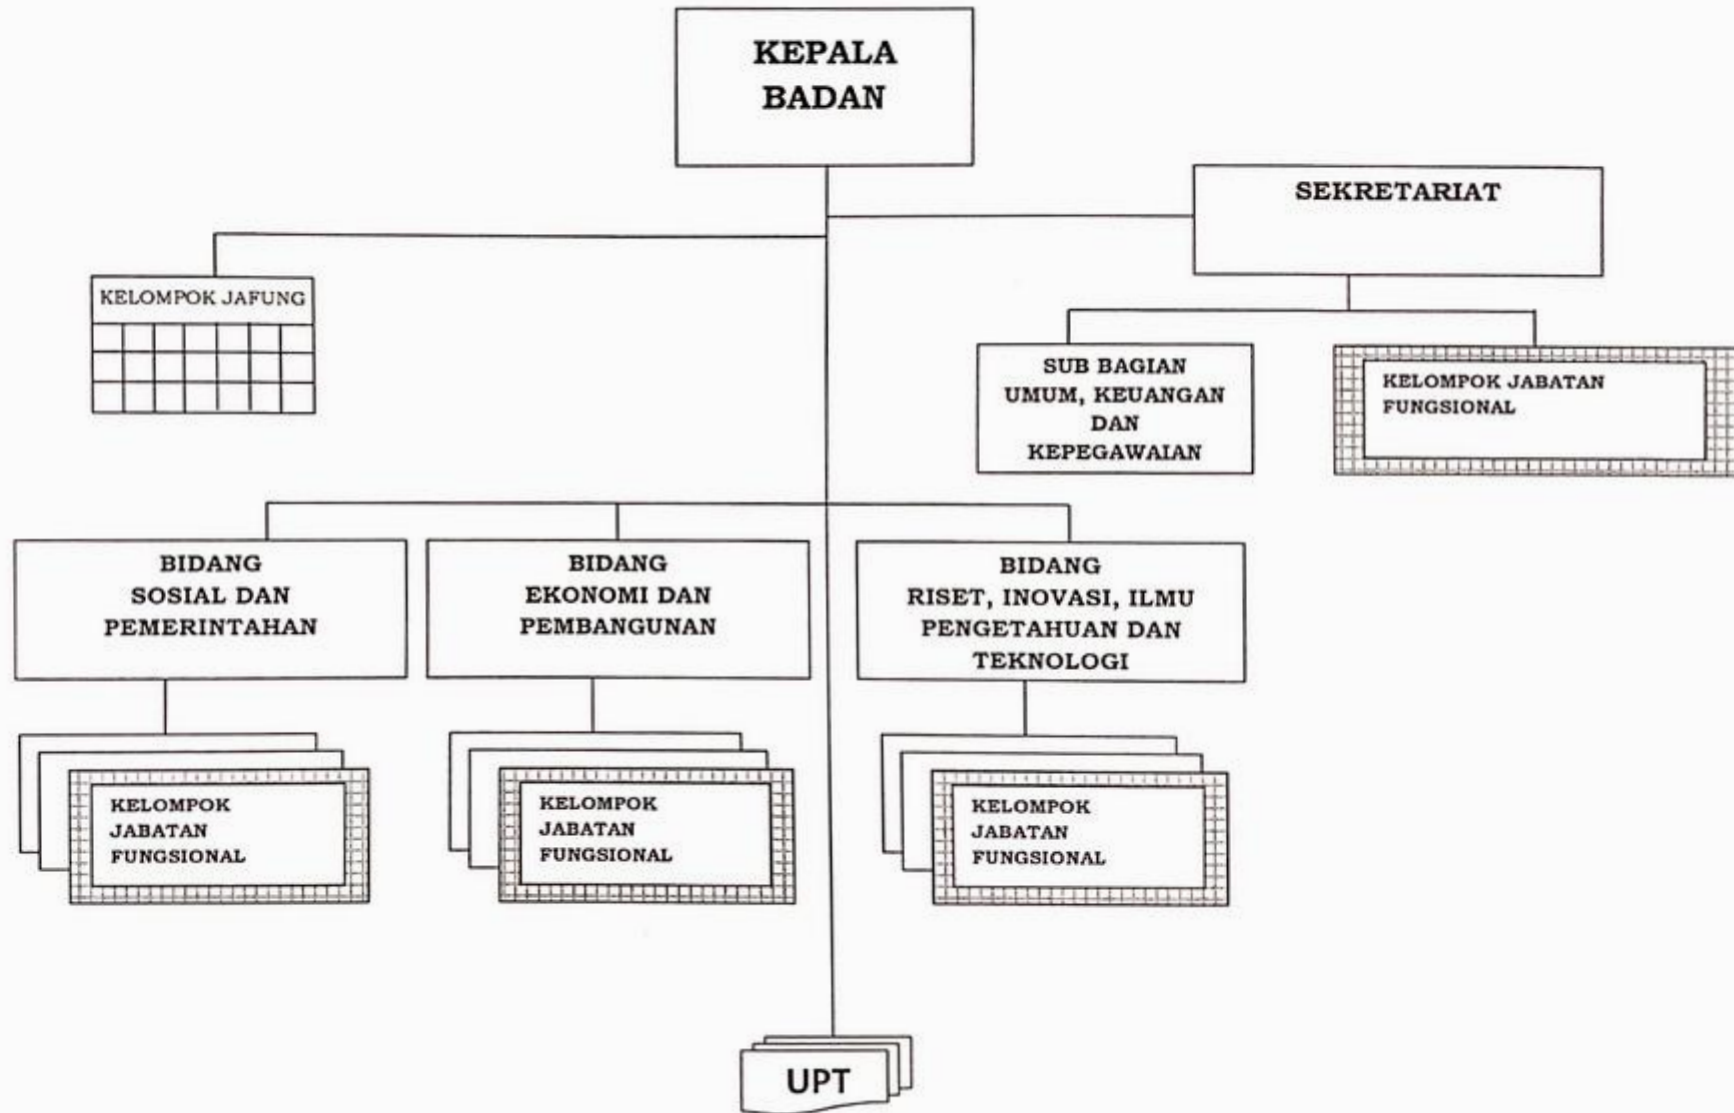 KEPALA
BADAN
SEKRETARIAT
KELOMPOK JAFUNG
SUB BAGIAN
UMUM, KEUANGAN
DAN
KEPEGAWAIAN
KELOMPOK JABATAN
FUNGSIONAL
BIDANG
SOSIAL DAN
PEMERINTAHAN
BIDANG
EKONOMI DAN
PEMBANGUNAN
BIDANG
RISET, INOVASI, ILMU
PENGETAHUAN DAN
TEKNOLOGI
KELOMPOK
JABATAN
FUNGSIONAL
KELOMPOK
JABATAN
FUNGSIONAL
KELOMPOK
JABATAN
FUNGSIONAL
UPT